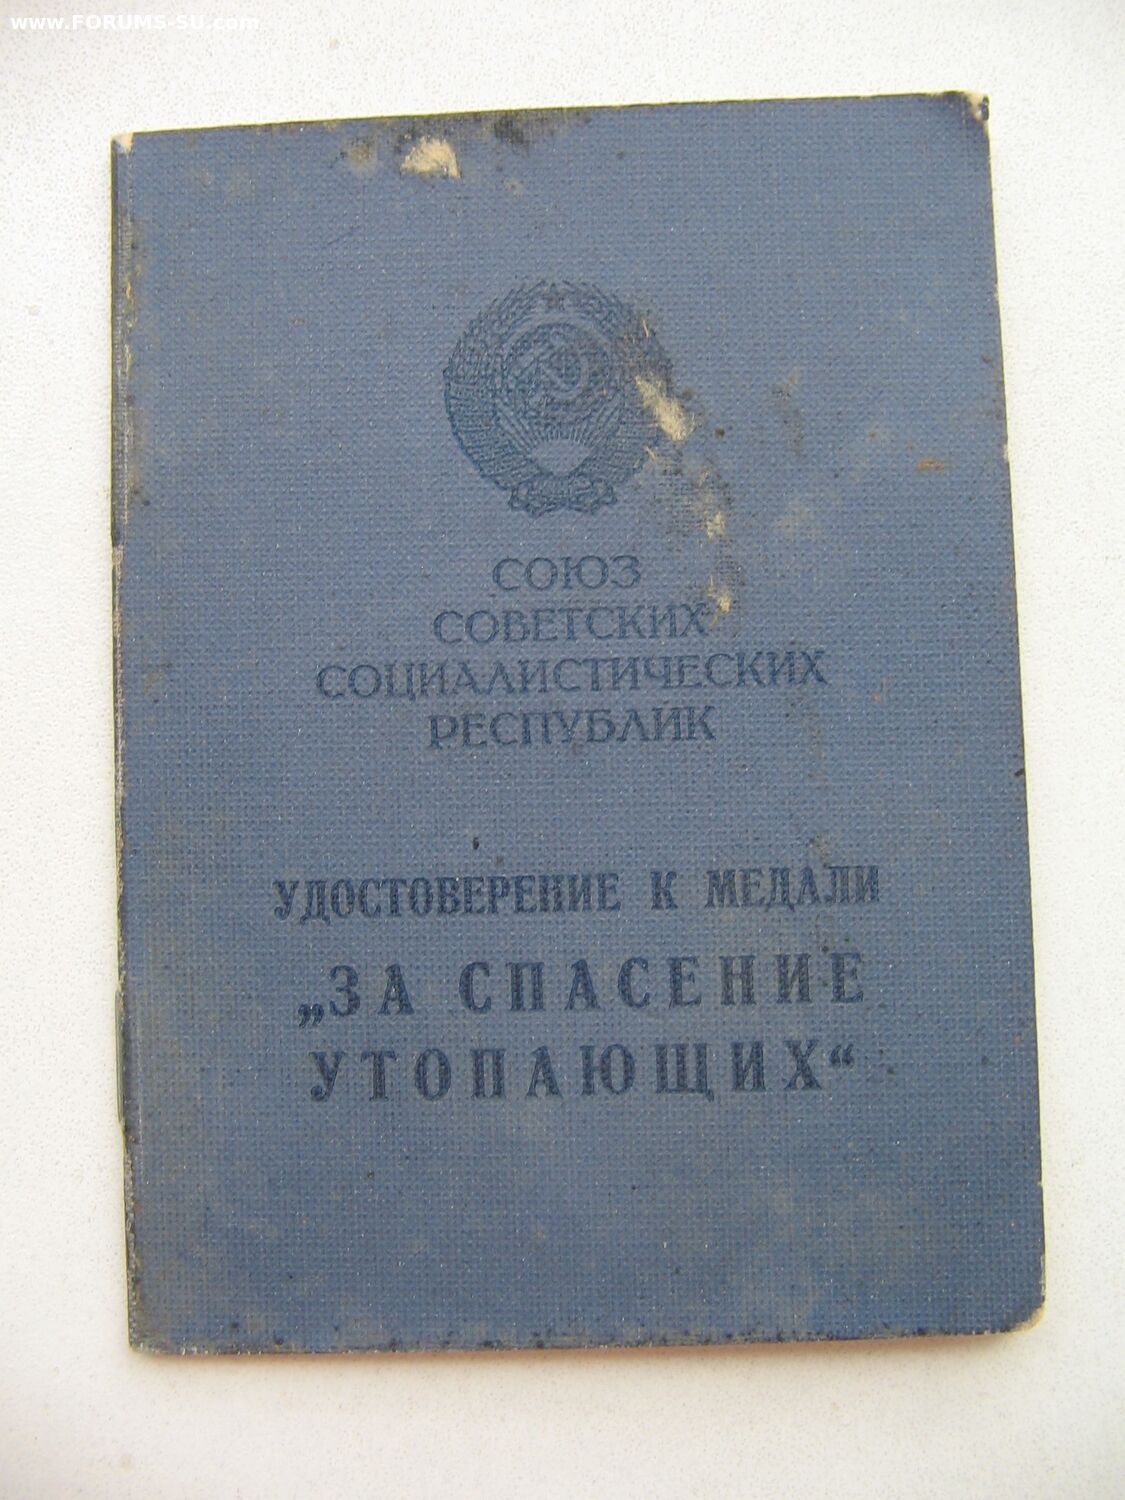 www.FORUMS-SU.com
СОЮЗ
СОВЕТСКИХ
СОЦИАЛИСТИЧЕСКИХ
РЕСПУБЛИК
УДОСТОВЕРЕНИЕ К МЕДАЛИ
„ЗА СПАСЕНИЕ
УТОПАЮЩИХ“